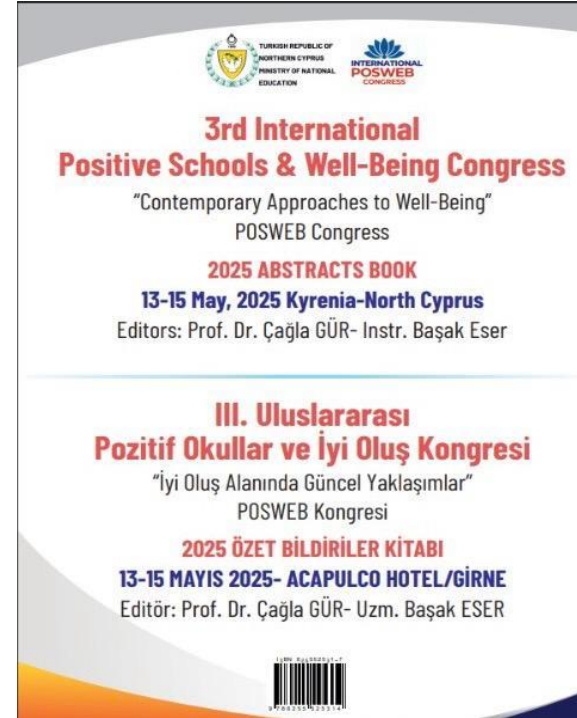 TURKISH REPUBLIC OF
NORTHERN CYPRUS
MINISTRY OF NATIONAL
EDUCATION
INTERNATIONAL
POSWEB
CONGRESS
3rd International
Positive Schools & Well-Being Congress
“Contemporary Approaches to Well-Being”
POSWEB Congress
2025 ABSTRACTS BOOK
13-15 May, 2025 Kyrenia-North Cyprus
Editors: Prof. Dr. Çağla GÜR- Instr. Başak Eser
III. Uluslararası
Pozitif Okullar ve İyi Oluş Kongresi
“İyi Oluş Alanında Güncel Yaklaşımlar”
POSWEB Kongresi
2025 ÖZET BİLDİRİLER KİTABI
13-15 MAYIS 2025- ACAPULCO HOTEL/GİRNE
Editör: Prof. Dr. Çağla GÜR- Uzm. Başak ESER